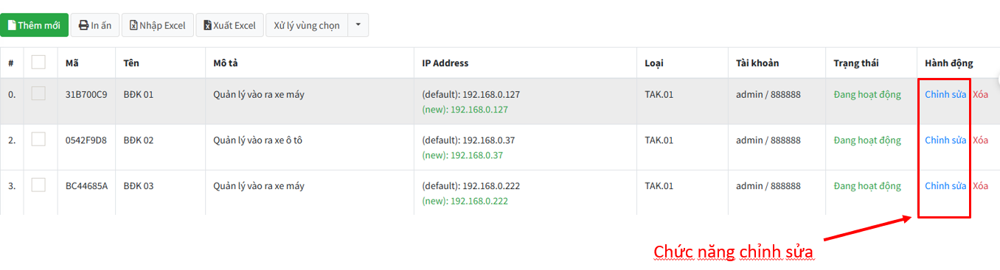 Thêm mới In ấn Nhập Excel Xuất Excel Xử lý vùng chọn
# Mã Tên Mô tả IP Address Loại Tài khoản Trạng thái Hành động
0. 31B700C9 BĐK 01 Quản lý vào ra xe máy (default): 192.168.0.127 TAK.01 admin / 888888 Đang hoạt động Chỉnh sửa Xóa
(new): 192.168.0.127
2. 0542F9D8 BĐK 02 Quản lý vào ra xe ô tô (default): 192.168.0.37 TAK.01 admin / 888888 Đang hoạt động Chỉnh sửa Xóa
(new): 192.168.0.37
3. BC44685A BĐK 03 Quản lý vào ra xe máy (default): 192.168.0.222 TAK.01 admin / 888888 Đang hoạt động Chỉnh sửa Xóa
(new): 192.168.0.222
Chức năng chỉnh sửa